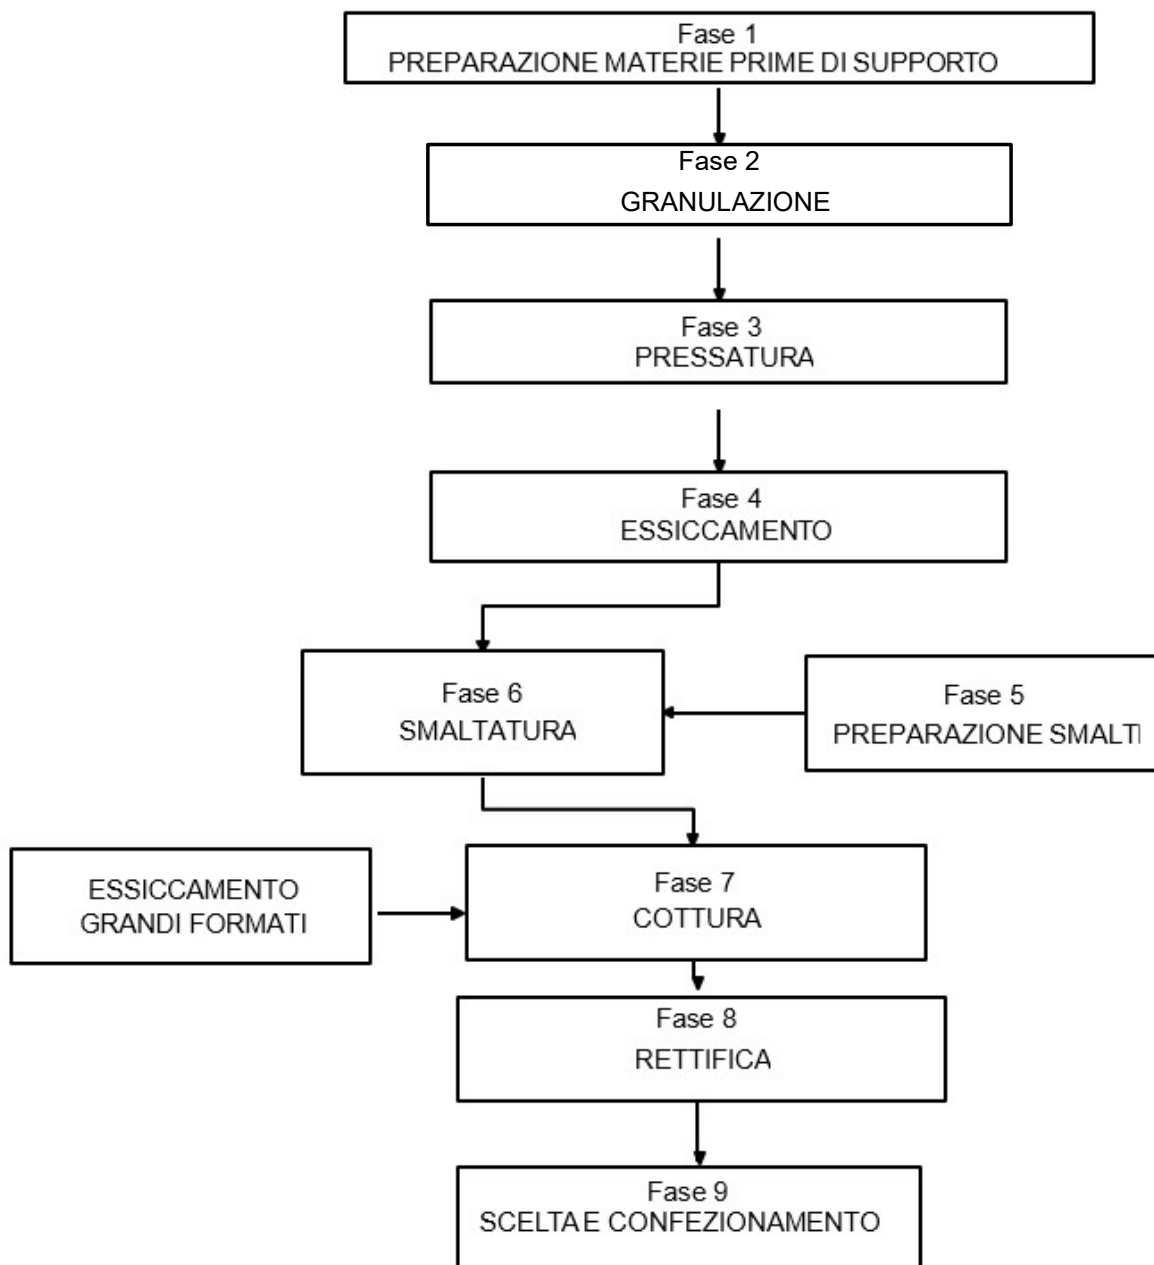 Fase 1
PREPARAZIONE MATERIE PRIME DI SUPPORTO
Fase 2
GRANULAZIONE
Fase 3
PRESSATURA
Fase 4
ESSICCAMENTO
Fase 6
SMALTATURA
Fase 5
PREPARAZIONE SMALTI
ESSICCAMENTO
GRANDI FORMATI
Fase 7
COTTURA
Fase 8
RETTIFICA
Fase 9
SCELTA E CONFEZIONAMENTO